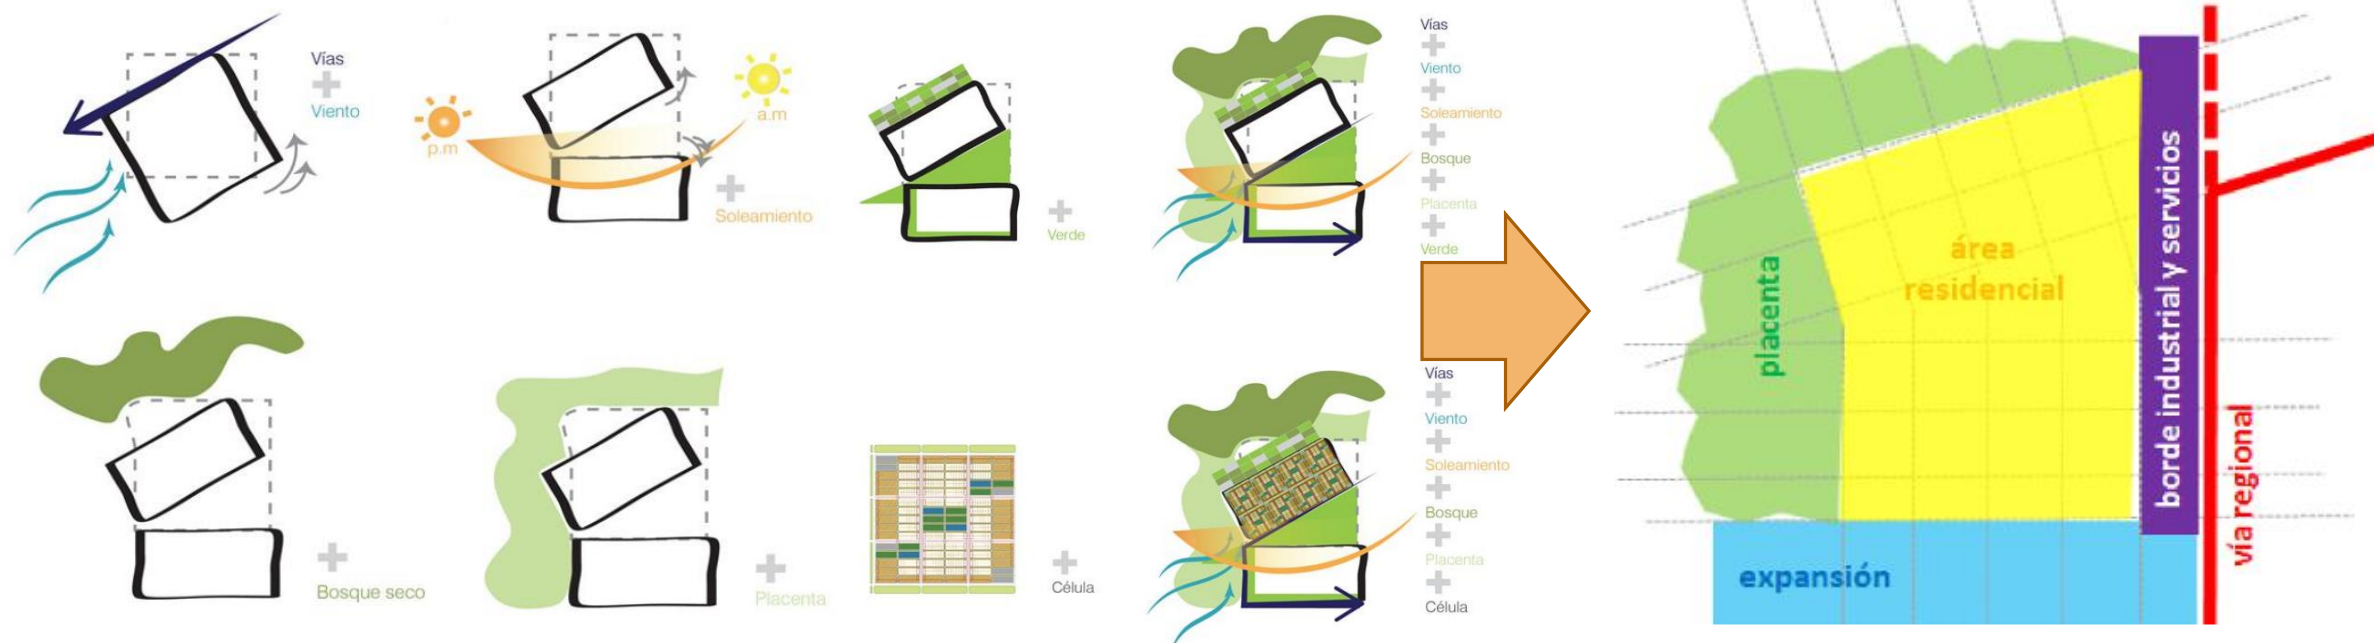 Vías
+
Viento
p.m
a.m
+
Soleamiento
+
Verde
Vías
+
Viento
+
Soleamiento
+
Bosque
+
Placenta
+
Verde
+
Bosque seco
+
Placenta
+
Célula
Vías
+
Viento
+
Soleamiento
+
Bosque
+
Placenta
+
Célula
placenta
área
residencial
borde industrial y servicios
vía regional
expansión